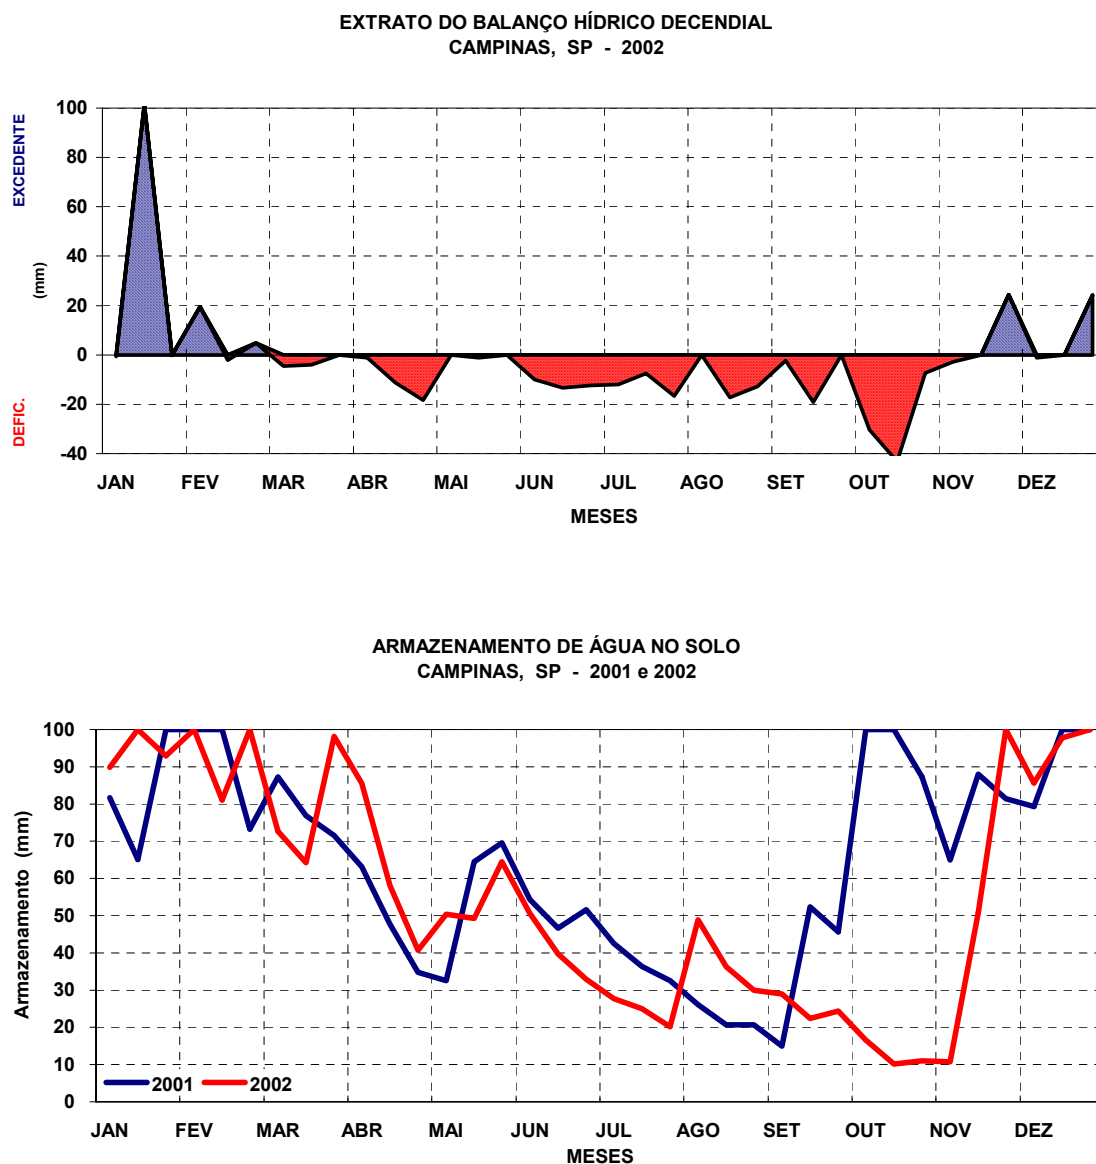 EXTRATO DO BALANÇO HÍDRICO DECENDIAL
CAMPINAS, SP - 2002
EXCEDENTE
(mm)
DEFIC.
100
80
60
40
20
0
-20
-40
JAN FEV MAR ABR MAI JUN JUL AGO SET OUT NOV DEZ
MESES
ARMAZENAMENTO DE ÁGUA NO SOLO
CAMPINAS, SP - 2001 e 2002
Armazenamento (mm)
100
90
80
70
60
50
40
30
20
10
0
2001 2002
JAN FEV MAR ABR MAI JUN JUL AGO SET OUT NOV DEZ
MESES